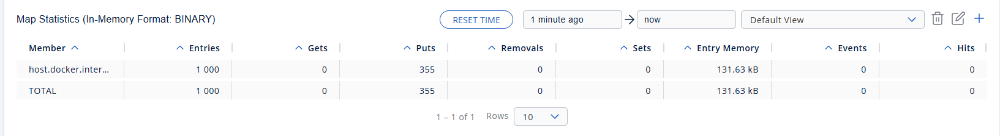 Map Statistics (In-Memory Format: BINARY) RESET TIME 1 minute ago → now Default View
Member Entries Gets Puts Removals Sets Entry Memory Events Hits
host.docker.inter... 1 000 0 355 0 0 131.63 kB 0 0
TOTAL 1 000 0 355 0 0 131.63 kB 0 0
1 – 1 of 1 Rows 10